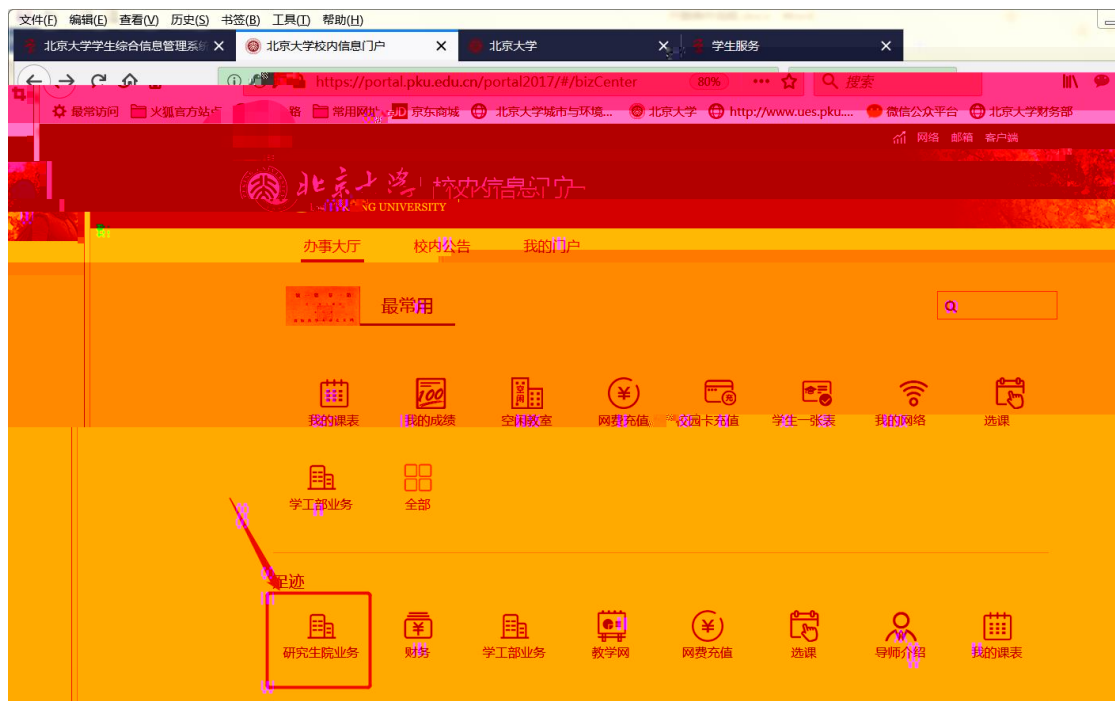 文件(F) 编辑(E) 查看(V) 历史(S) 书签(B) 工具(T) 帮助(H)
北京大学学生综合信息管理系统 北京大学校内信息门户 北京大学 学生服务
https://portal.pku.edu.cn/portal2017/#/bizCenter 80% 搜索
最常访问 火狐官方站点 路 常用网址 JD 京东商城 北京大学城市与环境... 北京大学 http://www.ues.pku.... 微信公众平台 北京大学财务部
网络 邮箱 客户端
北京大学 校内信息门户
NG UNIVERSITY
办事大厅 校内公告 我的门户
最常用
100 空闲
我的课表 我的成绩 空闲教室 网费充值 校园卡充值 学生一张表 我的网络 选课
学工部业务 全部
足迹
研究生院业务 财务 学工部业务 教学网 网费充值 选课 导师介绍 我的课表